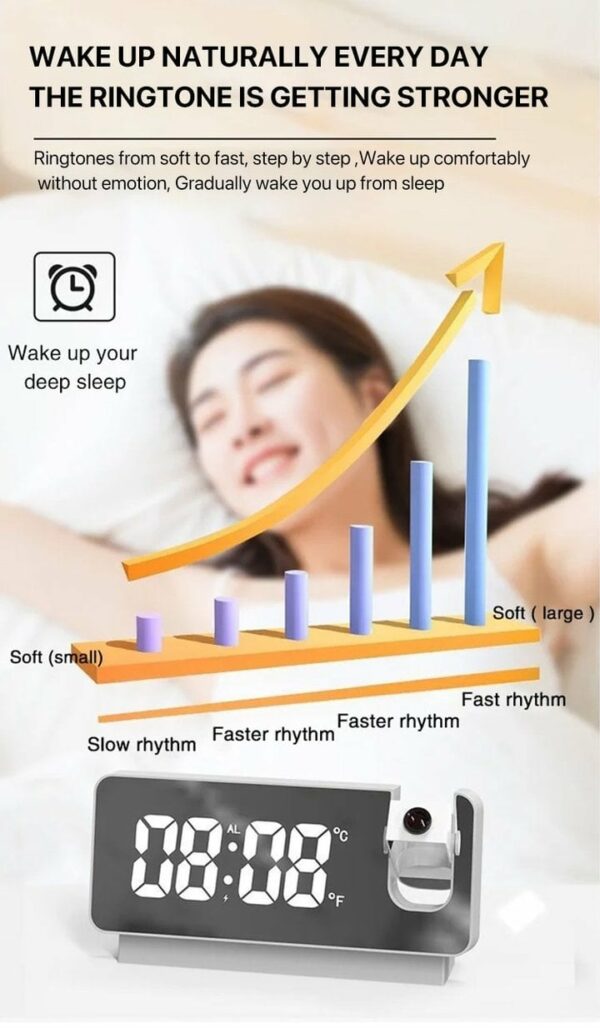 WAKE UP NATURALLY EVERY DAY
THE RINGTONE IS GETTING STRONGER
Ringtones from soft to fast, step by step ,Wake up comfortably
without emotion, Gradually wake you up from sleep
Wake up your
deep sleep
Soft ( large )
Soft (small)
Fast rhythm
Faster rhythm
Faster rhythm
Slow rhythm
AL
08:08
°C
°F